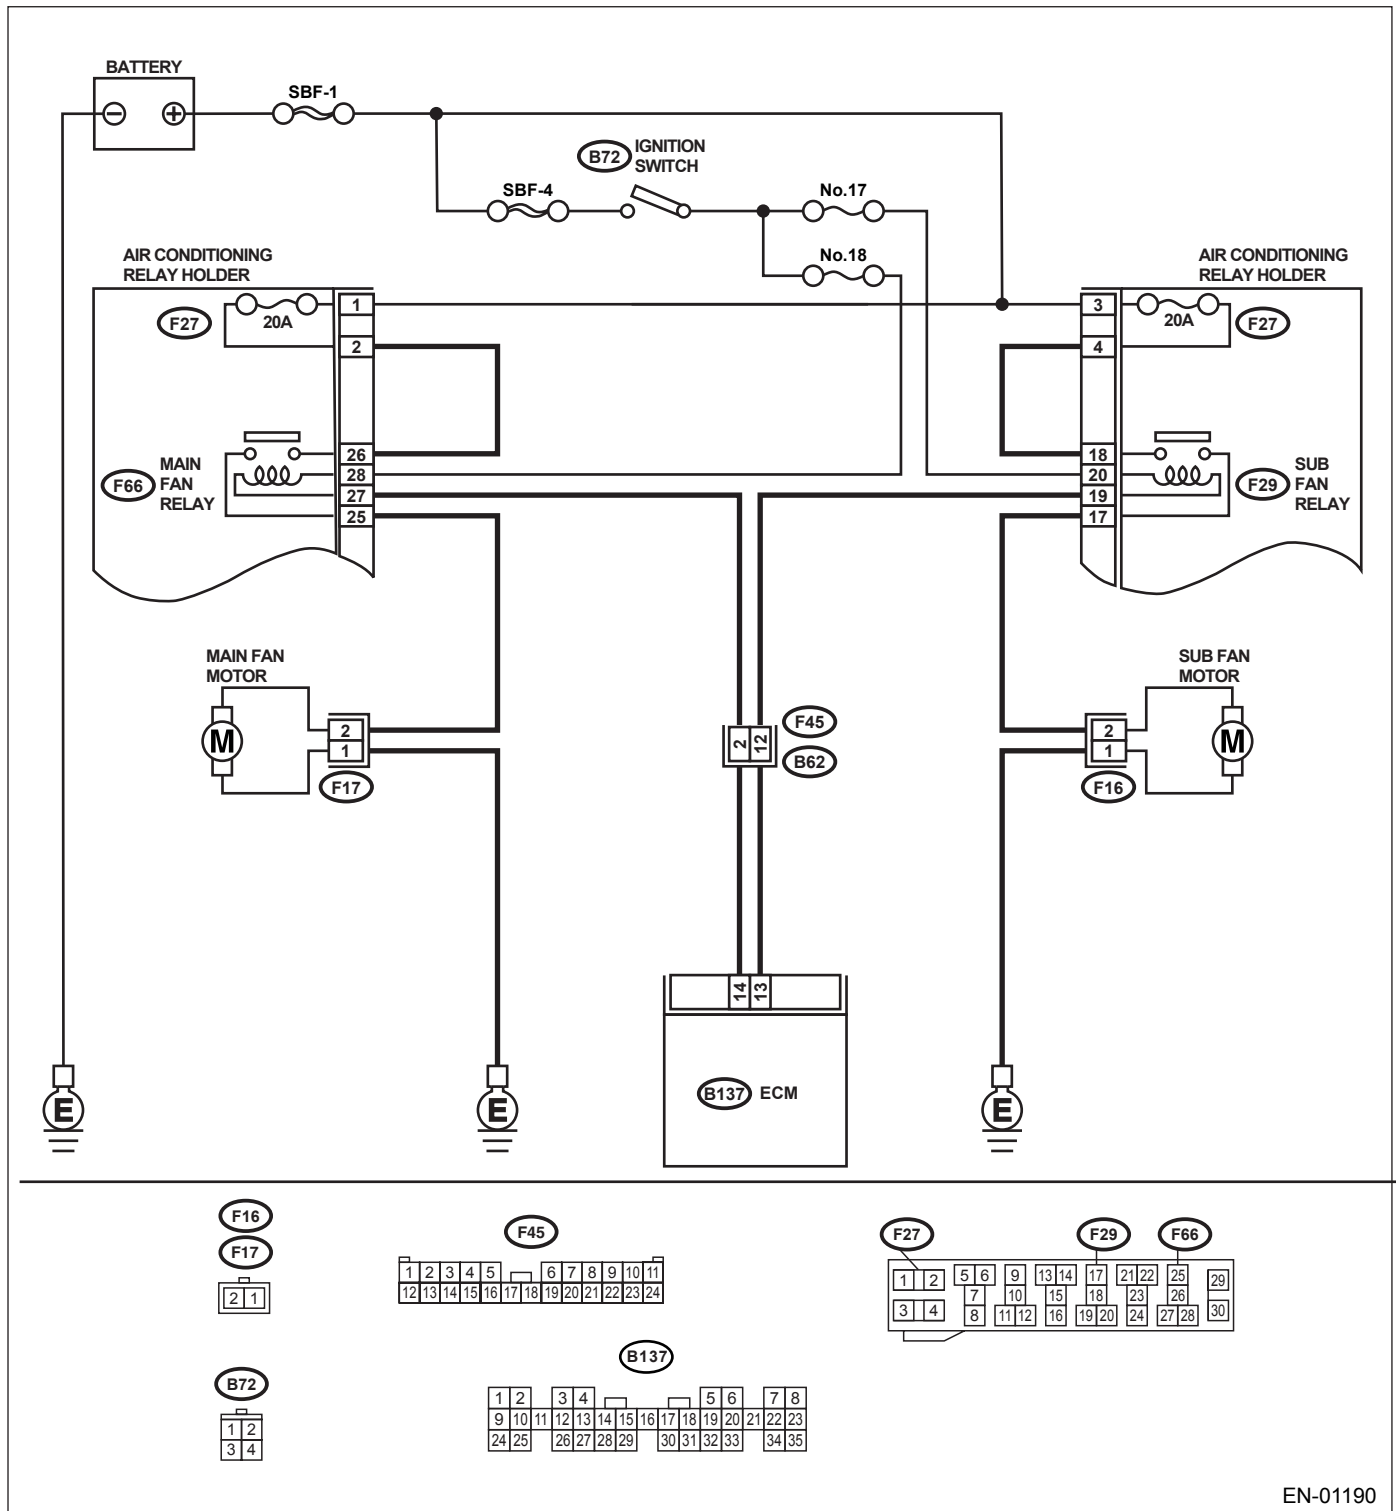 BATTERY
SBF-1
B72
IGNITION
SWITCH
SBF-4
No.17
No.18
AIR CONDITIONING
RELAY HOLDER
F27
20A
1
2
F66
MAIN
FAN
RELAY
26
28
27
25
AIR CONDITIONING
RELAY HOLDER
3
4
20A
F27
18
20
19
17
F29
SUB
FAN
RELAY
MAIN FAN
MOTOR
M
2
1
F17
2 12
F45
B62
SUB FAN
MOTOR
2
1
M
F16
14 13
B137 ECM
E
E
E
F16
F17
2 1
F45
1 2 3 4 5 6 7 8 9 10 11
12 13 14 15 16 17 18 19 20 21 22 23 24
F27 F29 F66
1 2 5 6 9 13 14 17 21 22 25 29
7 10 15 18 23 26
3 4 8 11 12 16 19 20 24 27 28 30
B72
1 2
3 4
B137
1 2 3 4 5 6 7 8
9 10 11 12 13 14 15 16 17 18 19 20 21 22 23
24 25 26 27 28 29 30 31 32 33 34 35
EN-01190